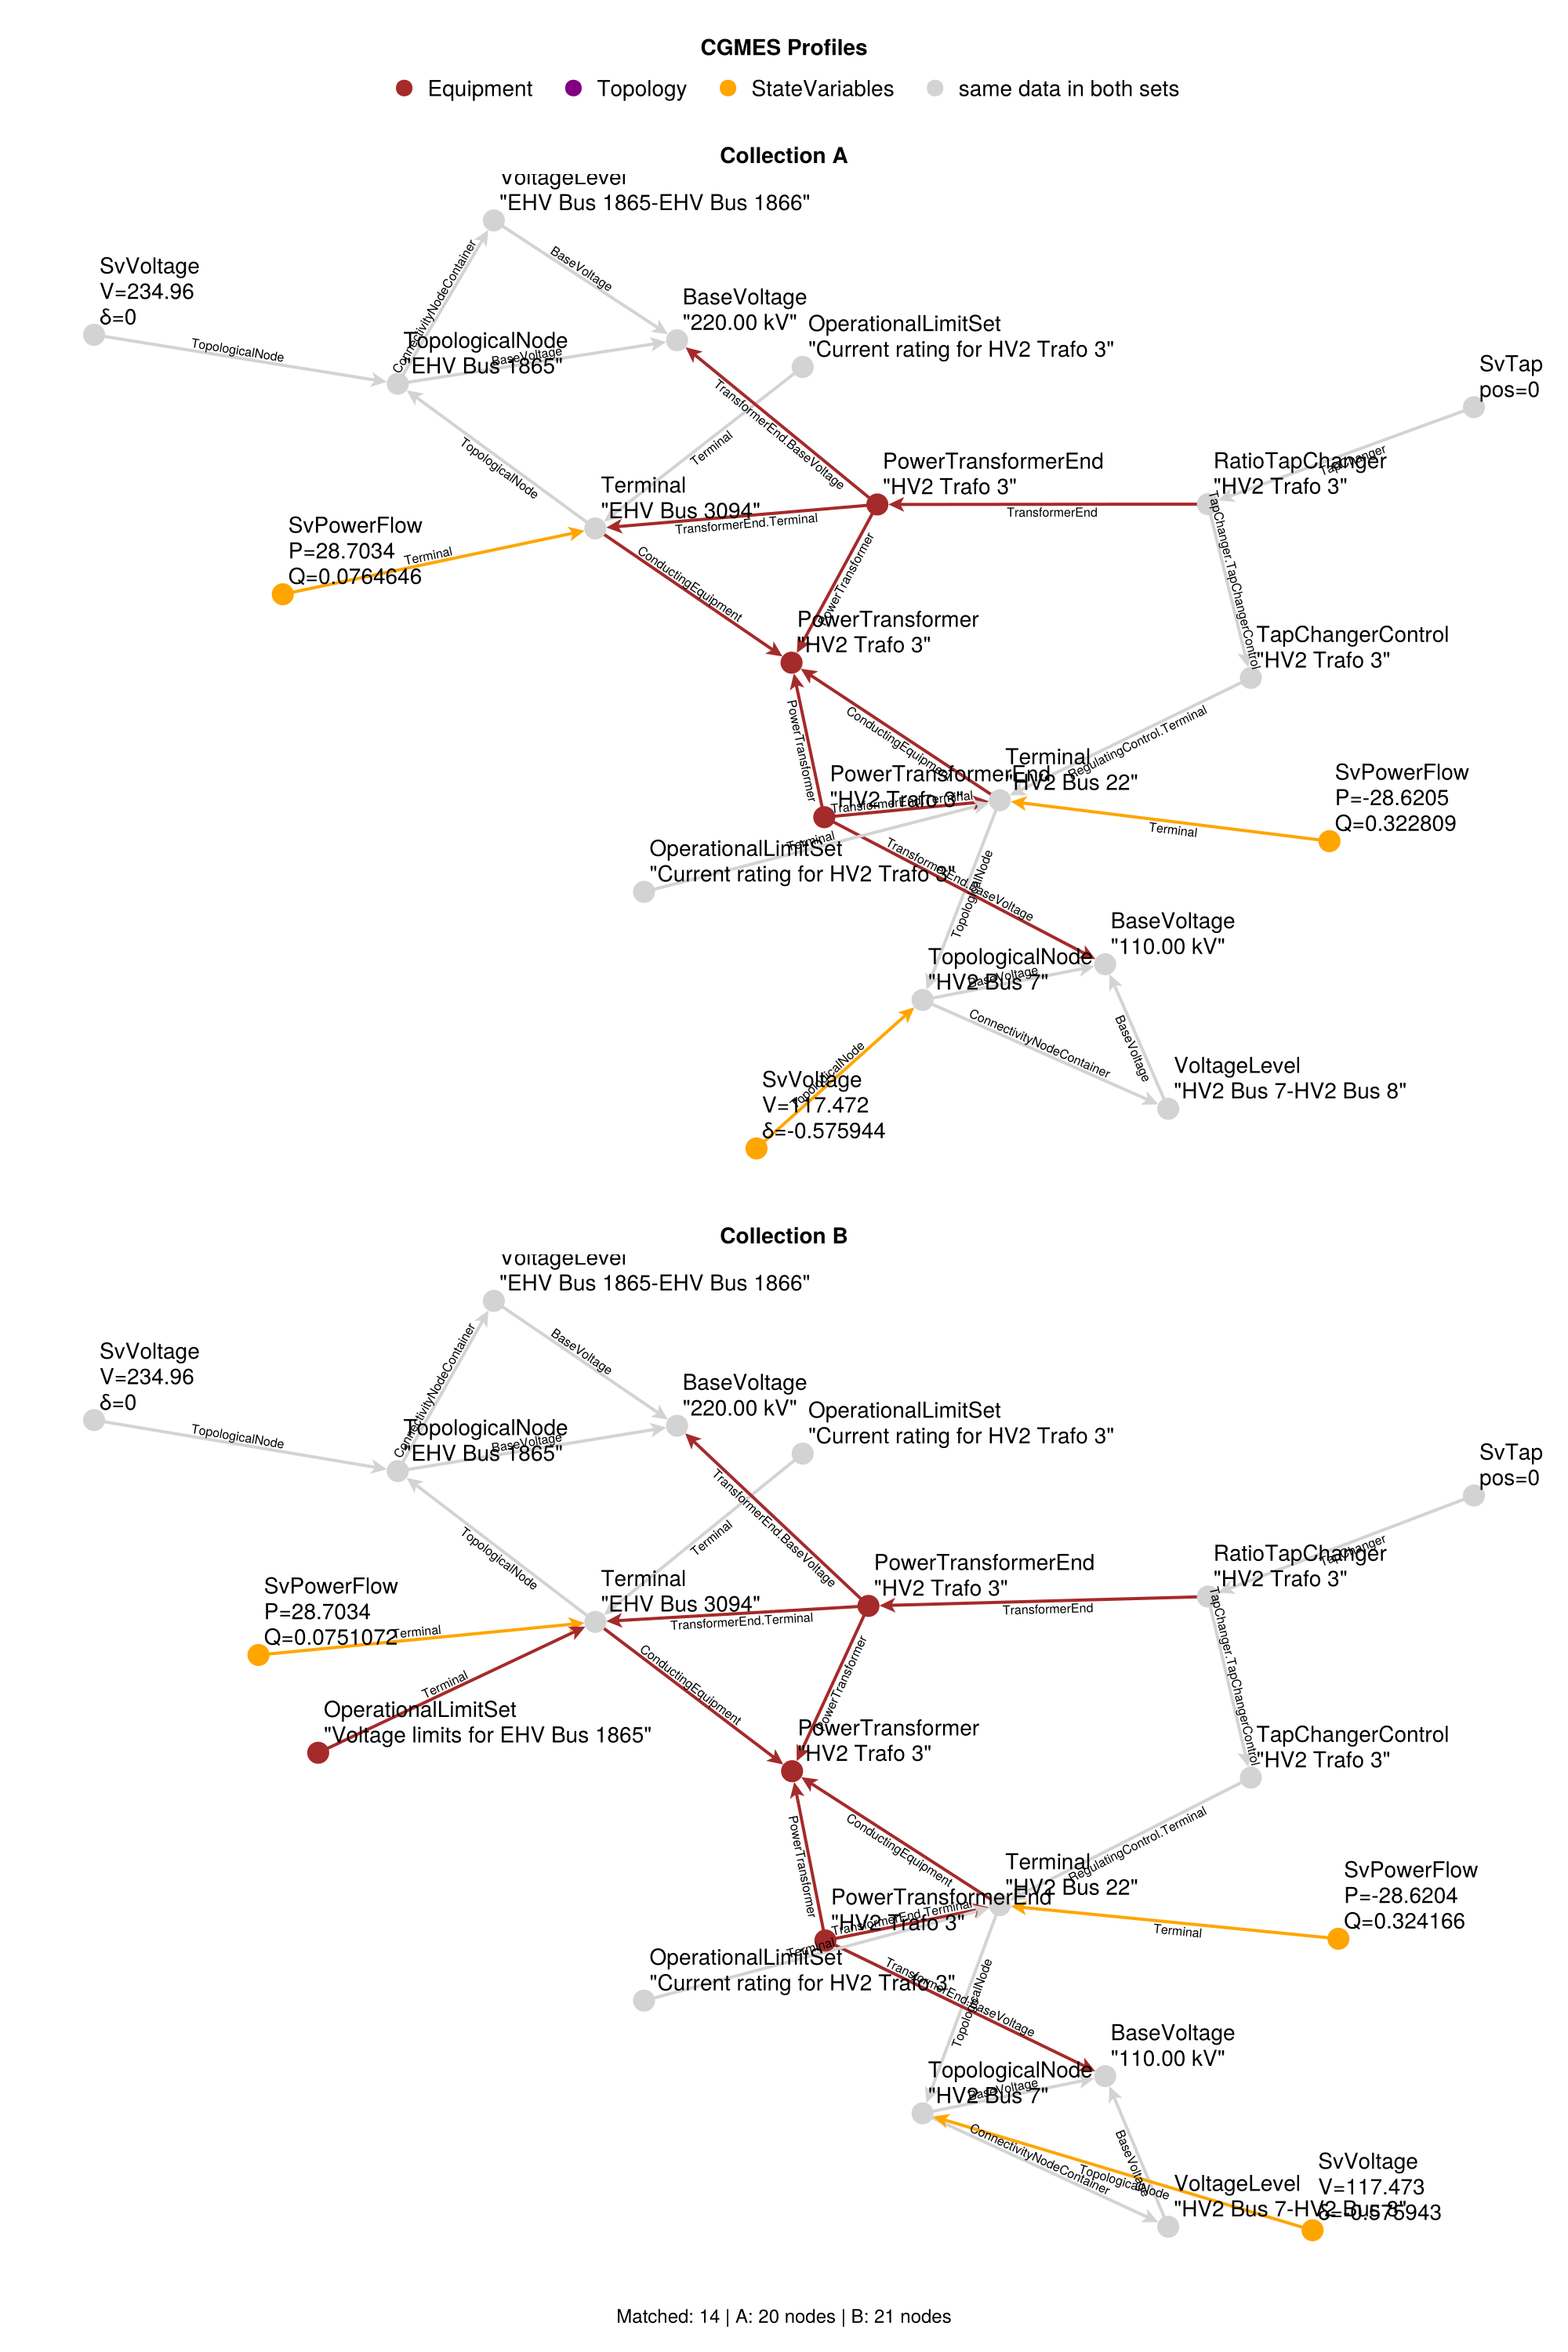 CGMES Profiles
Equipment
Topology
StateVariables
same data in both sets
Collection A
VoltageLevel
"EHV Bus 1865-EHV Bus 1866"
BaseVoltage
ConnectivityNodeContainer
SvVoltage
V=234.96
δ=0
TopologicalNode
BaseVoltage
"220.00 kV"
OperationalLimitSet
"Current rating for HV2 Trafo 3"
TopologicalNode
"EHV Bus 1865"
BaseVoltage
SvTap
pos=0
TapChanger
TransformerEnd.BaseVoltage
Terminal
TopologicalNode
PowerTransformerEnd
"HV2 Trafo 3"
RatioTapChanger
"HV2 Trafo 3"
TransformerEnd
Terminal
"EHV Bus 3094"
TransformerEnd.Terminal
SvPowerFlow
P=28.7034
Q=0.0764646
Terminal
ConductingEquipment
PowerTransformer
TapChanger.TapChangerControl
PowerTransformer
"HV2 Trafo 3"
TapChangerControl
"HV2 Trafo 3"
PowerTransformer
ConductingEquipment
RegulatingControl.Terminal
Terminal
"HV2 Bus 22"
PowerTransformerEnd
"HV2 Trafo 3"
TransformerEnd.Terminal
SvPowerFlow
P=-28.6205
Q=0.322809
Terminal
Terminal
OperationalLimitSet
"Current rating for HV2 Trafo 3"
TransformerEnd.BaseVoltage
TopologicalNode
BaseVoltage
"110.00 kV"
TopologicalNode
"HV2 Bus 7"
BaseVoltage
ConnectivityNodeContainer
BaseVoltage
TopologicalNode
SvVoltage
V=117.472
δ=-0.575944
VoltageLevel
"HV2 Bus 7-HV2 Bus 8"
Collection B
VoltageLevel
"EHV Bus 1865-EHV Bus 1866"
BaseVoltage
ConnectivityNodeContainer
SvVoltage
V=234.96
δ=0
TopologicalNode
BaseVoltage
"220.00 kV"
OperationalLimitSet
"Current rating for HV2 Trafo 3"
TopologicalNode
"EHV Bus 1865"
BaseVoltage
SvTap
pos=0
TapChanger
TransformerEnd.BaseVoltage
Terminal
TopologicalNode
PowerTransformerEnd
"HV2 Trafo 3"
RatioTapChanger
"HV2 Trafo 3"
TransformerEnd
Terminal
"EHV Bus 3094"
TransformerEnd.Terminal
SvPowerFlow
P=28.7034
Q=0.0751072
Terminal
Terminal
OperationalLimitSet
"Voltage limits for EHV Bus 1865"
ConductingEquipment
PowerTransformer
TapChanger.TapChangerControl
PowerTransformer
"HV2 Trafo 3"
TapChangerControl
"HV2 Trafo 3"
PowerTransformer
ConductingEquipment
RegulatingControl.Terminal
Terminal
"HV2 Bus 22"
PowerTransformerEnd
"HV2 Trafo 3"
TransformerEnd.Terminal
SvPowerFlow
P=-28.6204
Q=0.324166
Terminal
Terminal
OperationalLimitSet
"Current rating for HV2 Trafo 3"
TransformerEnd.BaseVoltage
TopologicalNode
BaseVoltage
"110.00 kV"
TopologicalNode
"HV2 Bus 7"
BaseVoltage
ConnectivityNodeContainer
BaseVoltage
TopologicalNode
SvVoltage
V=117.473
δ=-0.575943
VoltageLevel
"HV2 Bus 7-HV2 Bus 8"
Matched: 14 | A: 20 nodes | B: 21 nodes